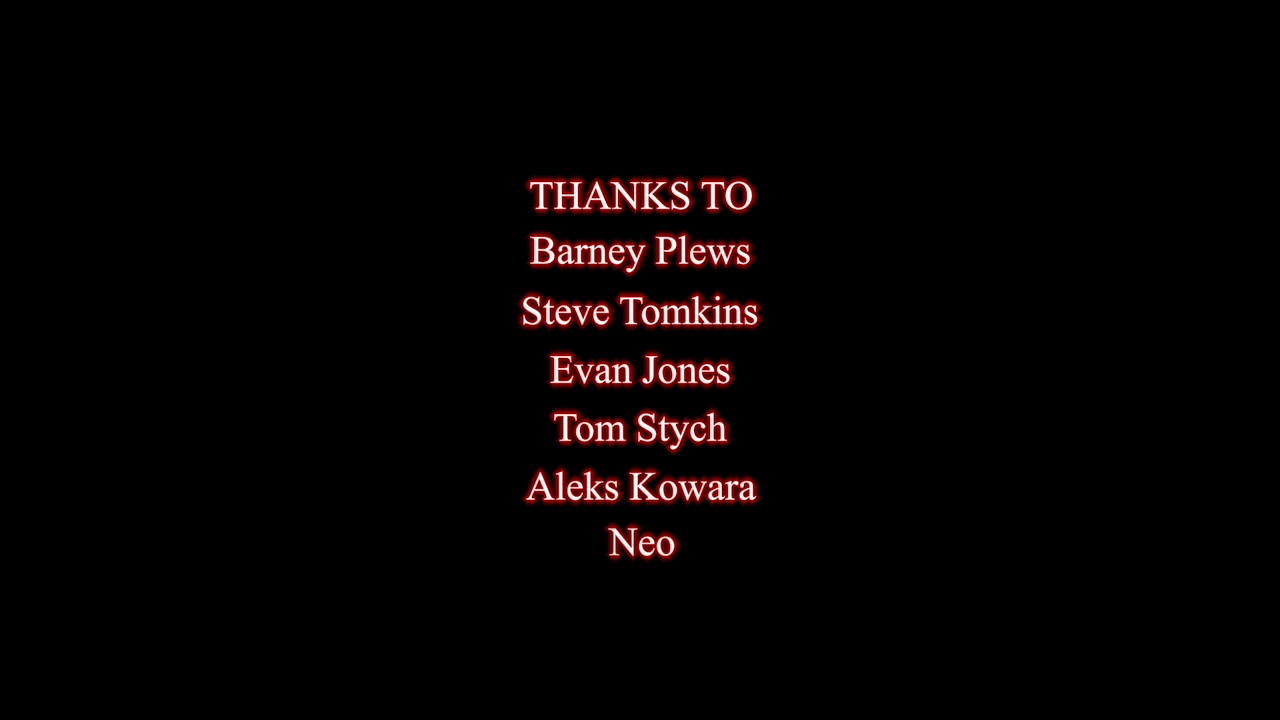 THANKS TO
Barney Plews
Steve Tomkins
Evan Jones
Tom Stych
Aleks Kowara
Neo